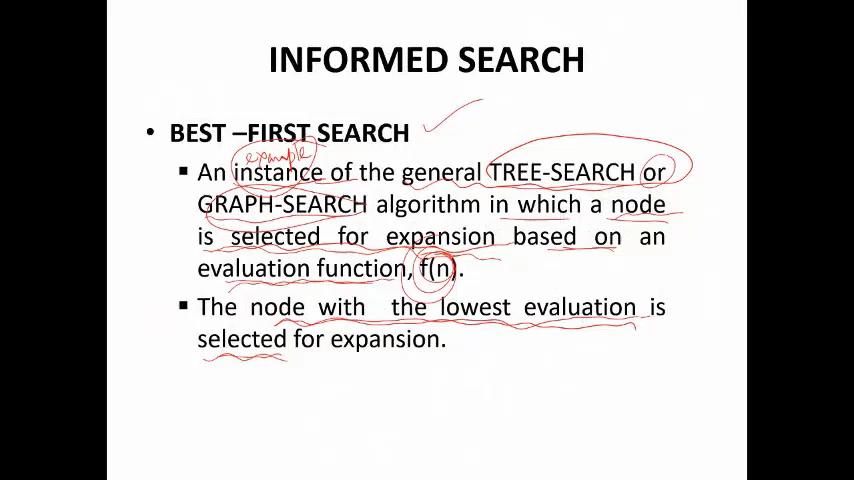 INFORMED SEARCH
• BEST –FIRST SEARCH
example
▪ An instance of the general TREE-SEARCH or
GRAPH-SEARCH algorithm in which a node
is selected for expansion based on an
evaluation function, f(n).
▪ The node with the lowest evaluation is
selected for expansion.